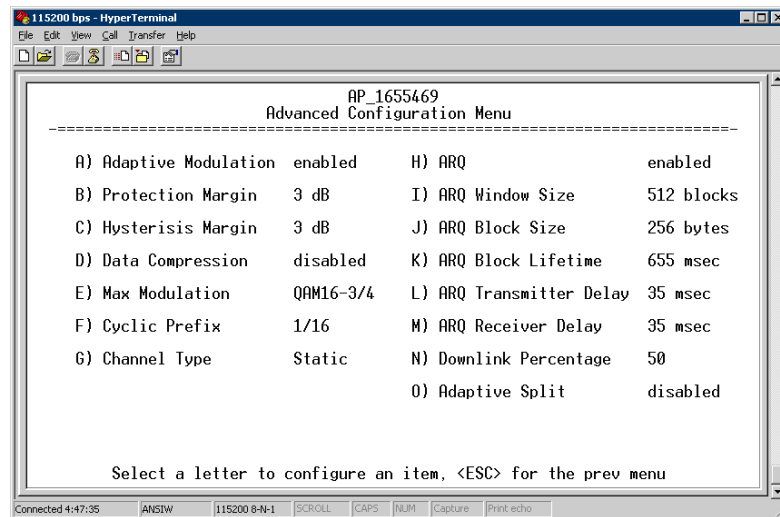 115200 bps - HyperTerminal
File Edit View Call Transfer Help
AP_1655469
Advanced Configuration Menu
-==============================================================================-
A) Adaptive Modulation enabled H) ARQ enabled
B) Protection Margin 3 dB I) ARQ Window Size 512 blocks
C) Hysterisis Margin 3 dB J) ARQ Block Size 256 bytes
D) Data Compression disabled K) ARQ Block Lifetime 655 msec
E) Max Modulation QAM16-3/4 L) ARQ Transmitter Delay 35 msec
F) Cyclic Prefix 1/16 M) ARQ Receiver Delay 35 msec
G) Channel Type Static N) Downlink Percentage 50
O) Adaptive Split disabled
Select a letter to configure an item, <ESC> for the prev menu
Connected 4:47:35 ANSIW 115200 8-N-1 SCROLL CAPS NUM Capture Print echo